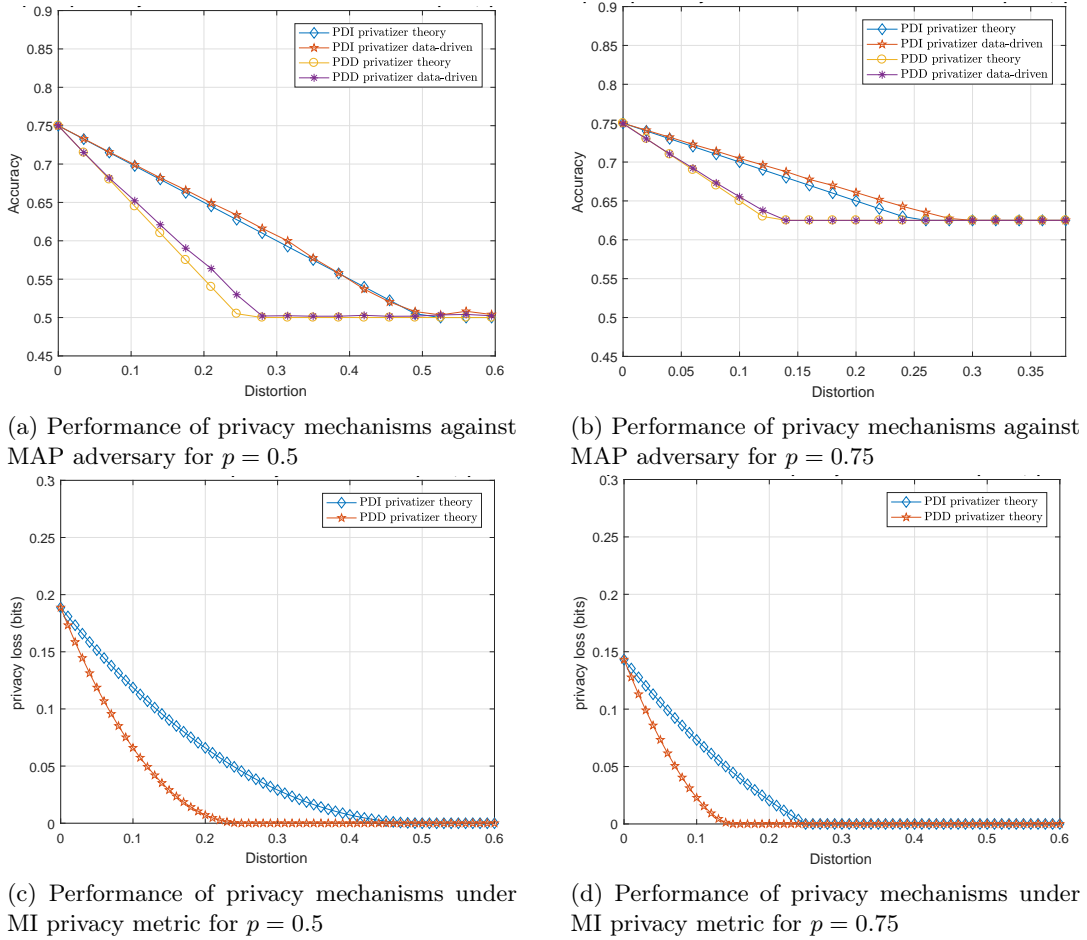 0.9
0.85
0.8
0.75
0.7
0.65
0.6
0.55
0.5
0.45
Accuracy
PDI privatizer theory
PDI privatizer data-driven
PDD privatizer theory
PDD privatizer data-driven
0 0.1 0.2 0.3 0.4 0.5 0.6
Distortion
(a) Performance of privacy mechanisms against
MAP adversary for p = 0.5
0.9
0.85
0.8
0.75
0.7
0.65
0.6
0.55
0.5
0.45
Accuracy
PDI privatizer theory
PDI privatizer data-driven
PDD privatizer theory
PDD privatizer data-driven
0 0.05 0.1 0.15 0.2 0.25 0.3 0.35
Distortion
(b) Performance of privacy mechanisms against
MAP adversary for p = 0.75
0.3
0.25
0.2
0.15
0.1
0.05
0
privacy loss (bits)
PDI privatizer theory
PDD privatizer theory
0 0.1 0.2 0.3 0.4 0.5 0.6
Distortion
(c) Performance of privacy mechanisms under
MI privacy metric for p = 0.5
0.3
0.25
0.2
0.15
0.1
0.05
0
privacy loss (bits)
PDI privatizer theory
PDD privatizer theory
0 0.1 0.2 0.3 0.4 0.5 0.6
Distortion
(d) Performance of privacy mechanisms under
MI privacy metric for p = 0.75